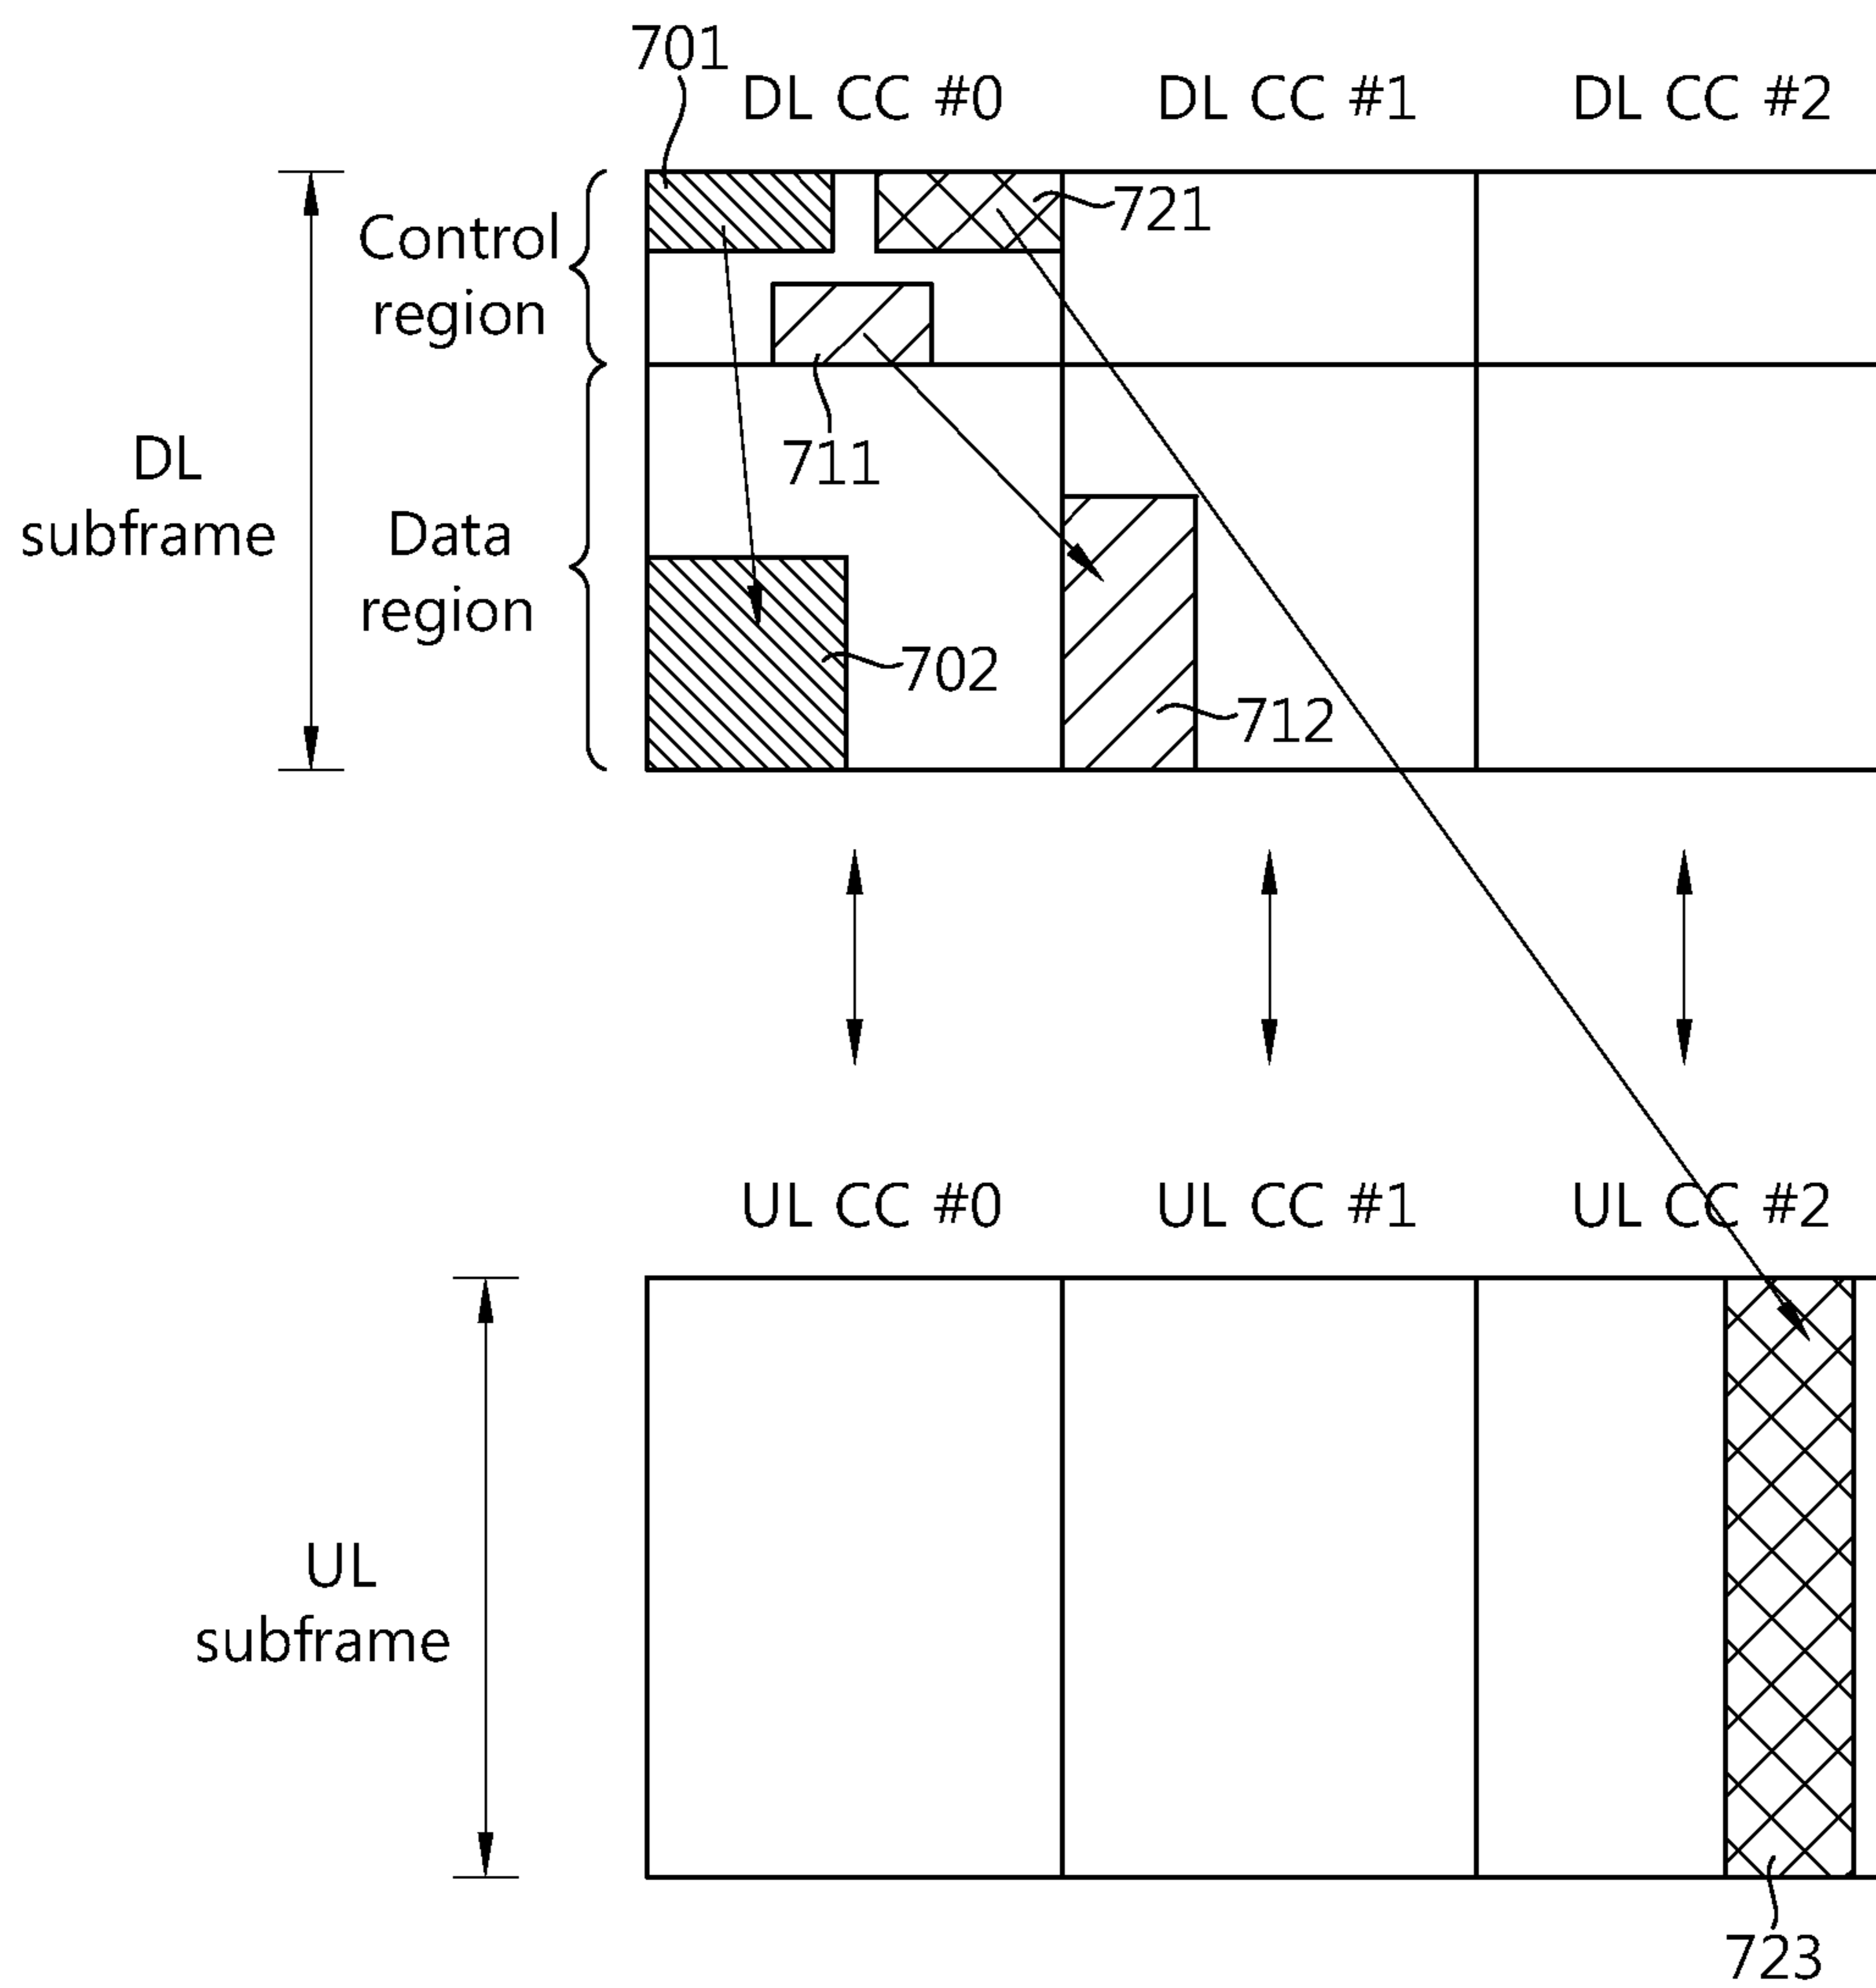 701
DL CC #0
DL CC #1
DL CC #2
721
Control
region
711
DL
subframe
Data
region
702
712
UL CC #0
UL CC #1
UL CC #2
UL
subframe
723